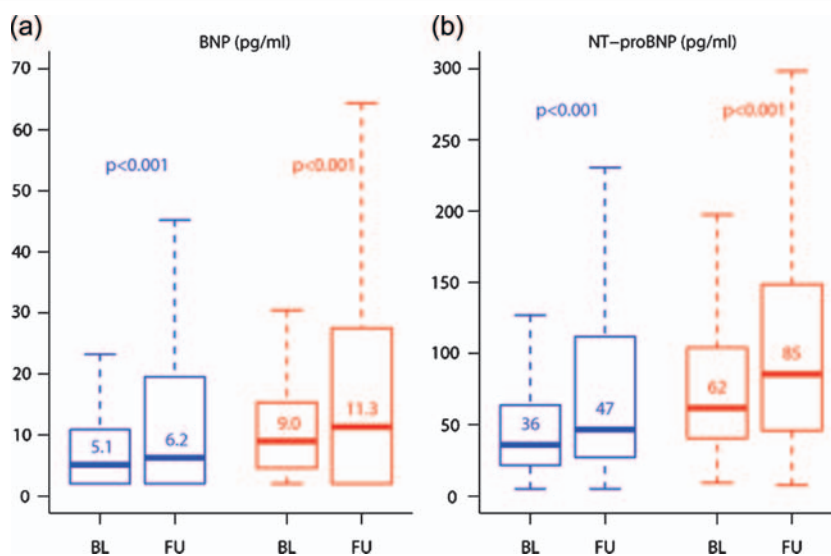 (a)
BNP (pg/ml)
70
60
50
40
30
20
10
0
p<0.001
p<0.001
5.1
6.2
9.0
11.3
BL
FU
BL
FU
(b)
NT-proBNP (pg/ml)
300
250
200
150
100
50
0
p<0.001
p<0.001
36
47
62
85
BL
FU
BL
FU